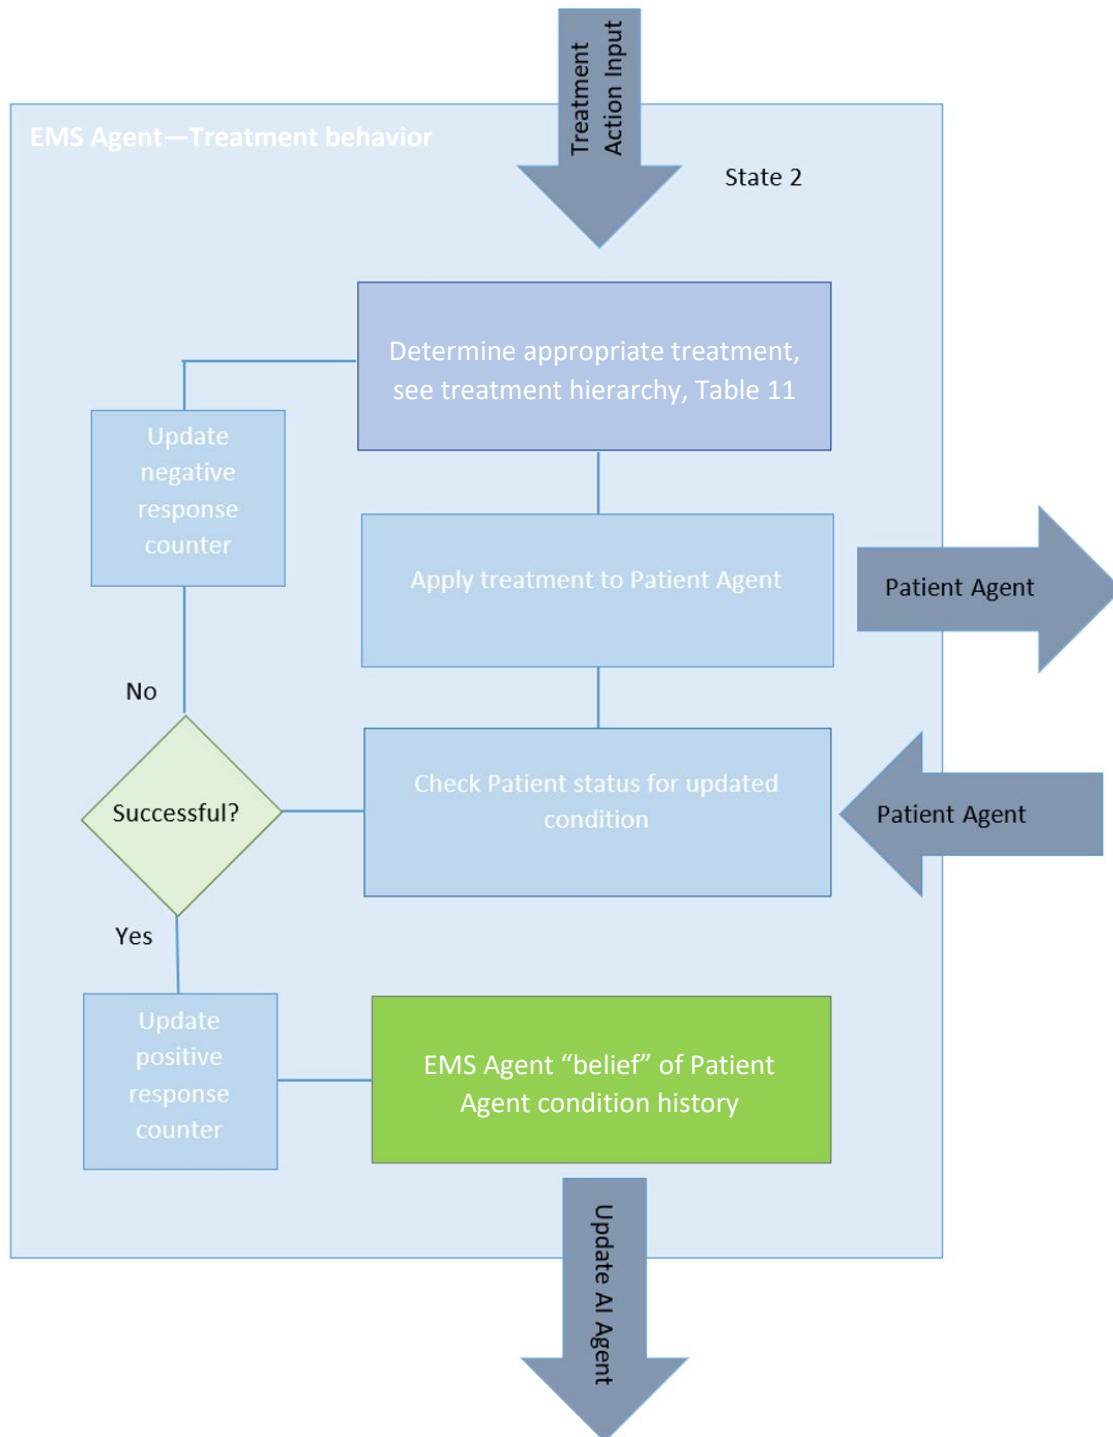 Treatment
Action Input
EMS Agent—Treatment behavior
State 2
Determine appropriate treatment,
see treatment hierarchy, Table 11
Update
negative
response
counter
Apply treatment to Patient Agent
Patient Agent
No
Check Patient status for updated
condition
Successful?
Patient Agent
Yes
Update
positive
response
counter
EMS Agent “belief” of Patient
Agent condition history
Update AI Agent